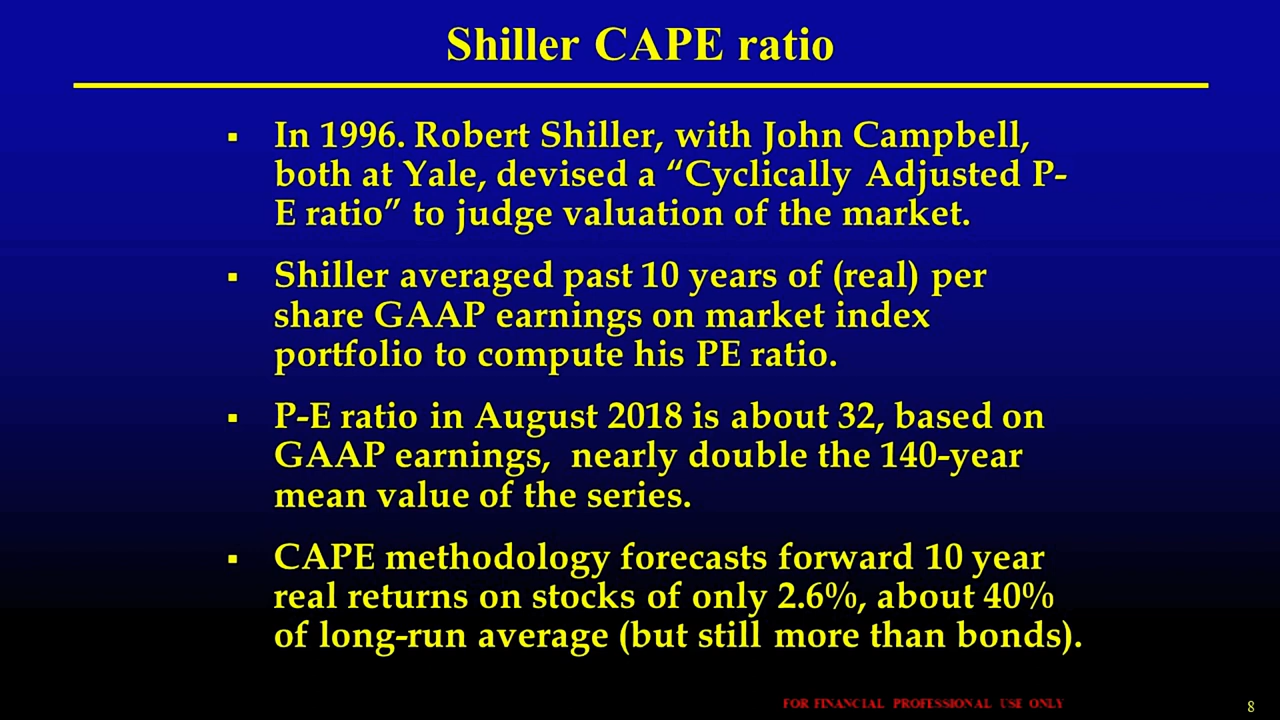 Shiller CAPE ratio
▪ In 1996. Robert Shiller, with John Campbell,
both at Yale, devised a “Cyclically Adjusted P-
E ratio” to judge valuation of the market.
▪ Shiller averaged past 10 years of (real) per
share GAAP earnings on market index
portfolio to compute his PE ratio.
▪ P-E ratio in August 2018 is about 32, based on
GAAP earnings,  nearly double the 140-year
mean value of the series.
▪ CAPE methodology forecasts forward 10 year
real returns on stocks of only 2.6%, about 40%
of long-run average (but still more than bonds).
FOR FINANCIAL PROFESSIONAL USE ONLY
8